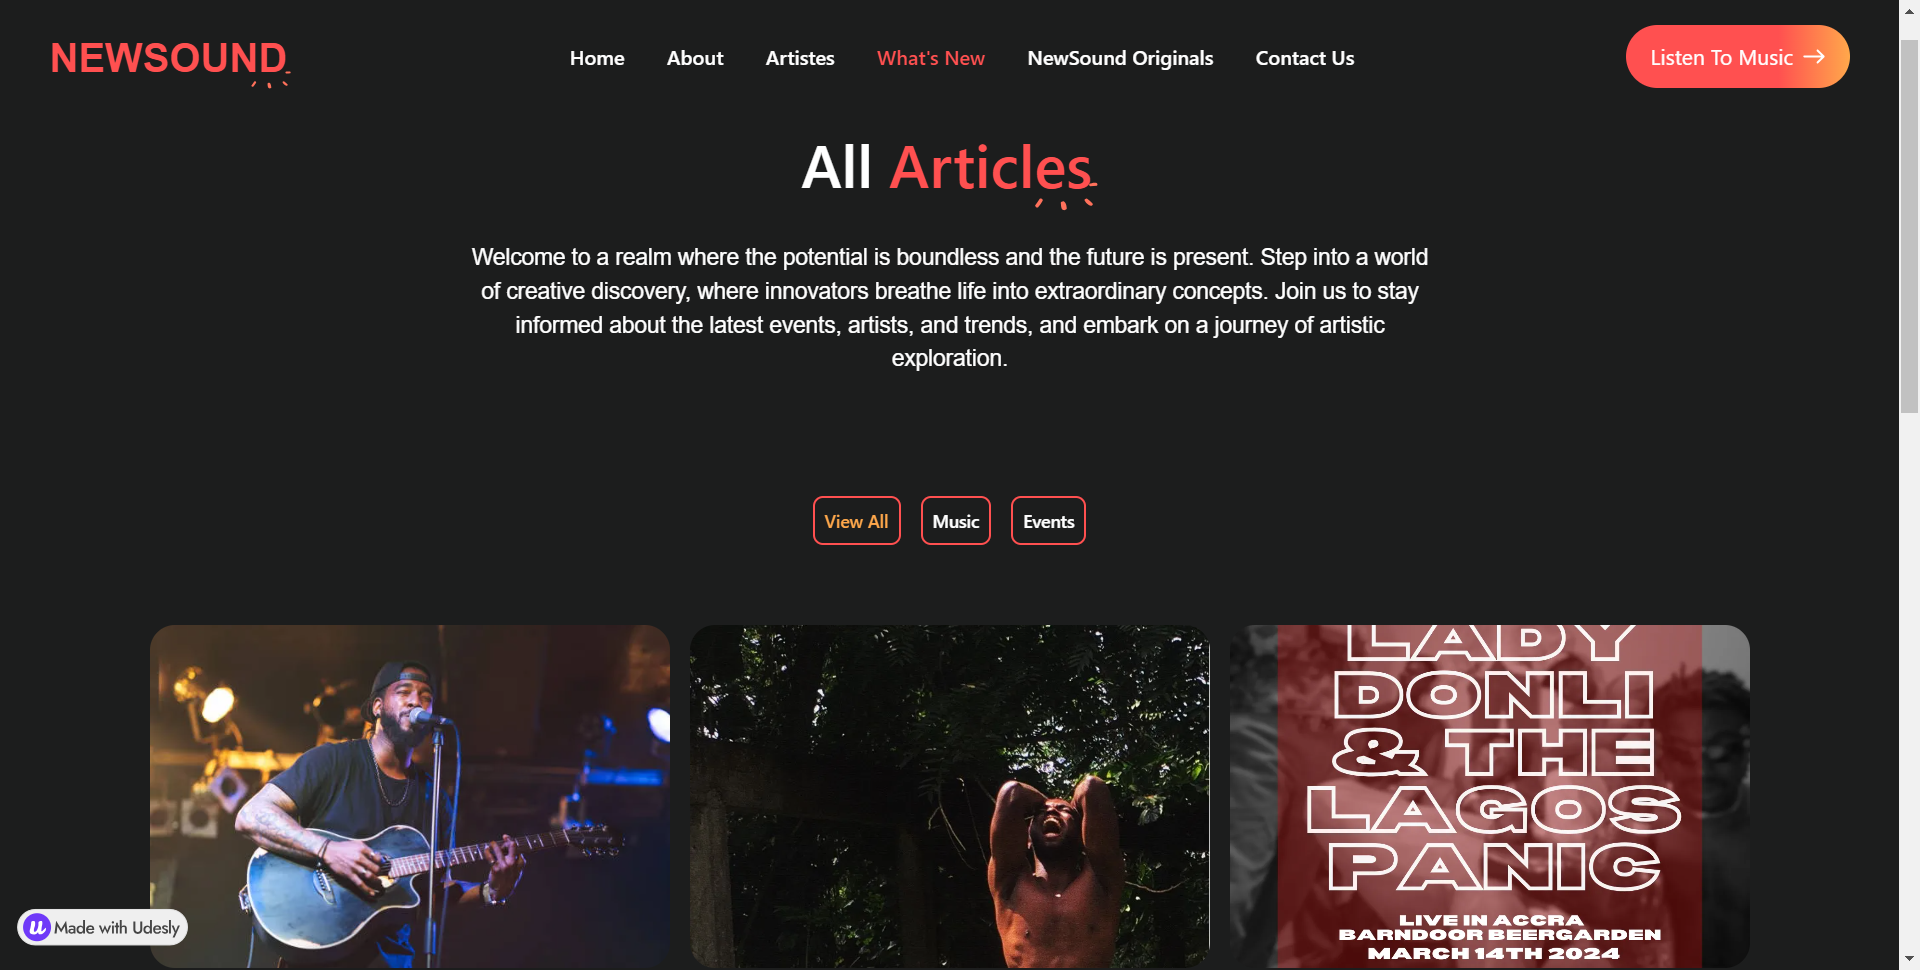 NEWSOUND
Home
About
Artistes
What's New
NewSound Originals
Contact Us
Listen To Music
All Articles
Welcome to a realm where the potential is boundless and the future is present. Step into a world
of creative discovery, where innovators breathe life into extraordinary concepts. Join us to stay
informed about the latest events, artists, and trends, and embark on a journey of artistic
exploration.
View All
Music
Events
LADY
DONLI
& THE
LAGOS
PANIC
LIVE IN ACCRA
BARNDOOR BEERGARDEN
MARCH 14TH 2024
u Made with Udesly